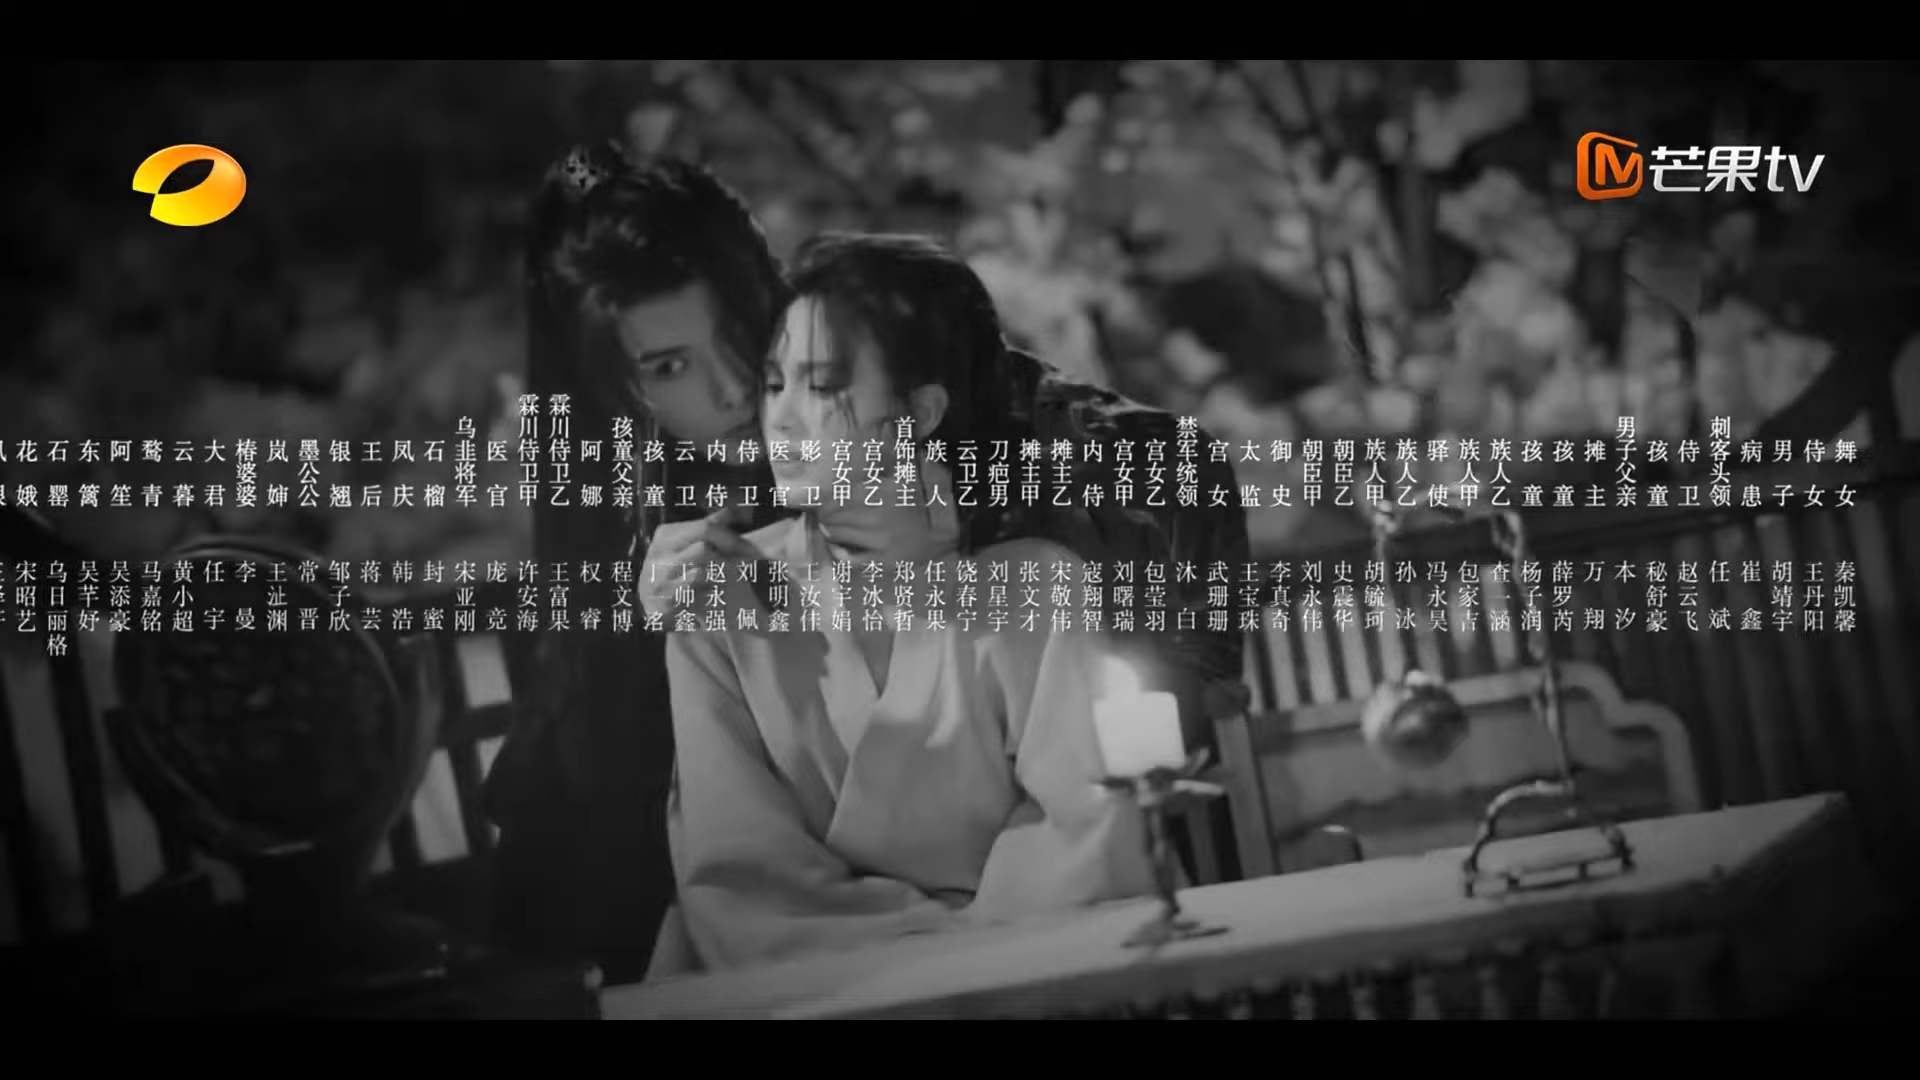 芒果tv
花娥 宋昭艺
石罂 乌日丽格
东篱 吴芊妤
阿笙 吴添豪
鹜青 马嘉铭
云暮 黄小超
大君 任宇
椿婆婆 李曼
岚婶 王沚渊
墨公公 常晋
银翘 邹子欣
王后 蒋芸
凤庆 韩浩
石榴 封蜜
乌韭将军 宋亚刚
医官 庞竞
霖川侍卫甲 许安海
霖川侍卫乙 王富果
阿娜 权睿
孩童父亲 程文博
孩童
云卫 王帅鑫
内侍 赵永强
侍卫 刘佩
医官 张明鑫
影卫 王汝佳
宫女甲 谢宇娟
宫女乙 李冰怡
首饰摊主 郑贤哲
族人 任永果
云卫乙 饶春宁
刀疤男 刘星宇
摊主甲 张文才
摊主乙 宋敬伟
内侍 寇翔智
宫女甲 刘曙瑞
宫女乙 包莹羽
禁军统领 沐白
宫女 武珊珊
太监 王宝珠
御史 李真奇
朝臣甲 刘永伟
朝臣乙 史震华
族人甲 胡毓珂
族人乙 孙泳
驿使 冯永昊
族人甲 包家吉
族人乙 查一涵
孩童 杨子润
孩童 薛罗芮
摊主 万翔
男子父亲 本汐
孩童 秘舒豪
侍卫 赵云飞
刺客头领 任斌
病患 崔鑫
男子 胡靖宇
侍女 王丹阳
舞女 秦凯馨